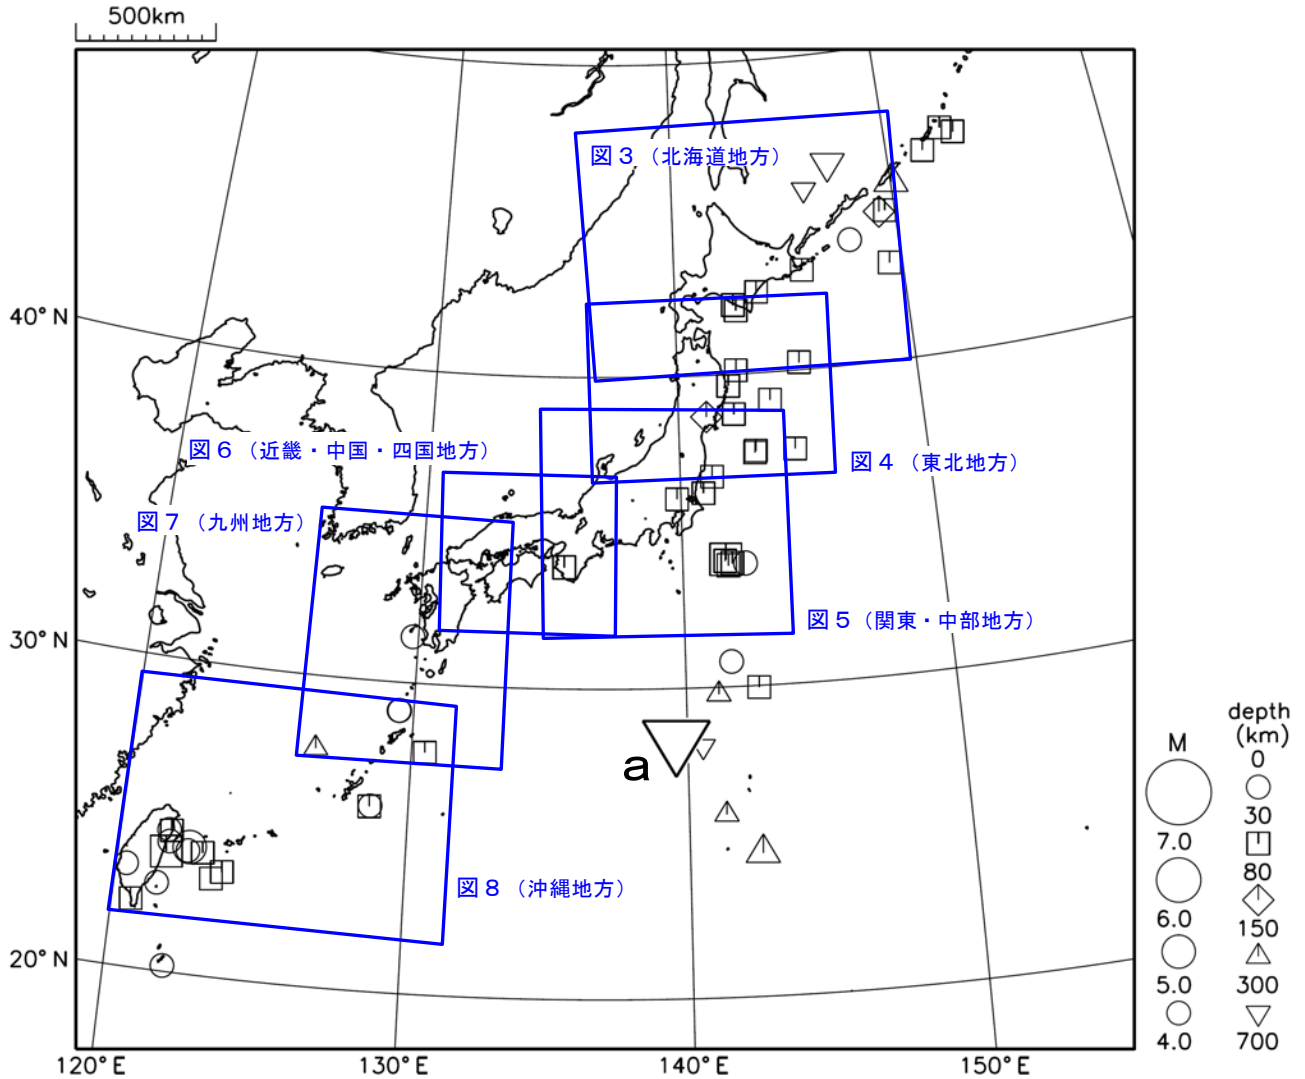 500km
図３（北海道地方）
40°N
図６（近畿・中国・四国地方）
図４（東北地方）
図７（九州地方）
30°N
図５（関東・中部地方）
a
図８（沖縄地方）
20°N
120°E
130°E
140°E
150°E
M
7.0
6.0
5.0
4.0
depth
(km)
0
30
80
150
300
700